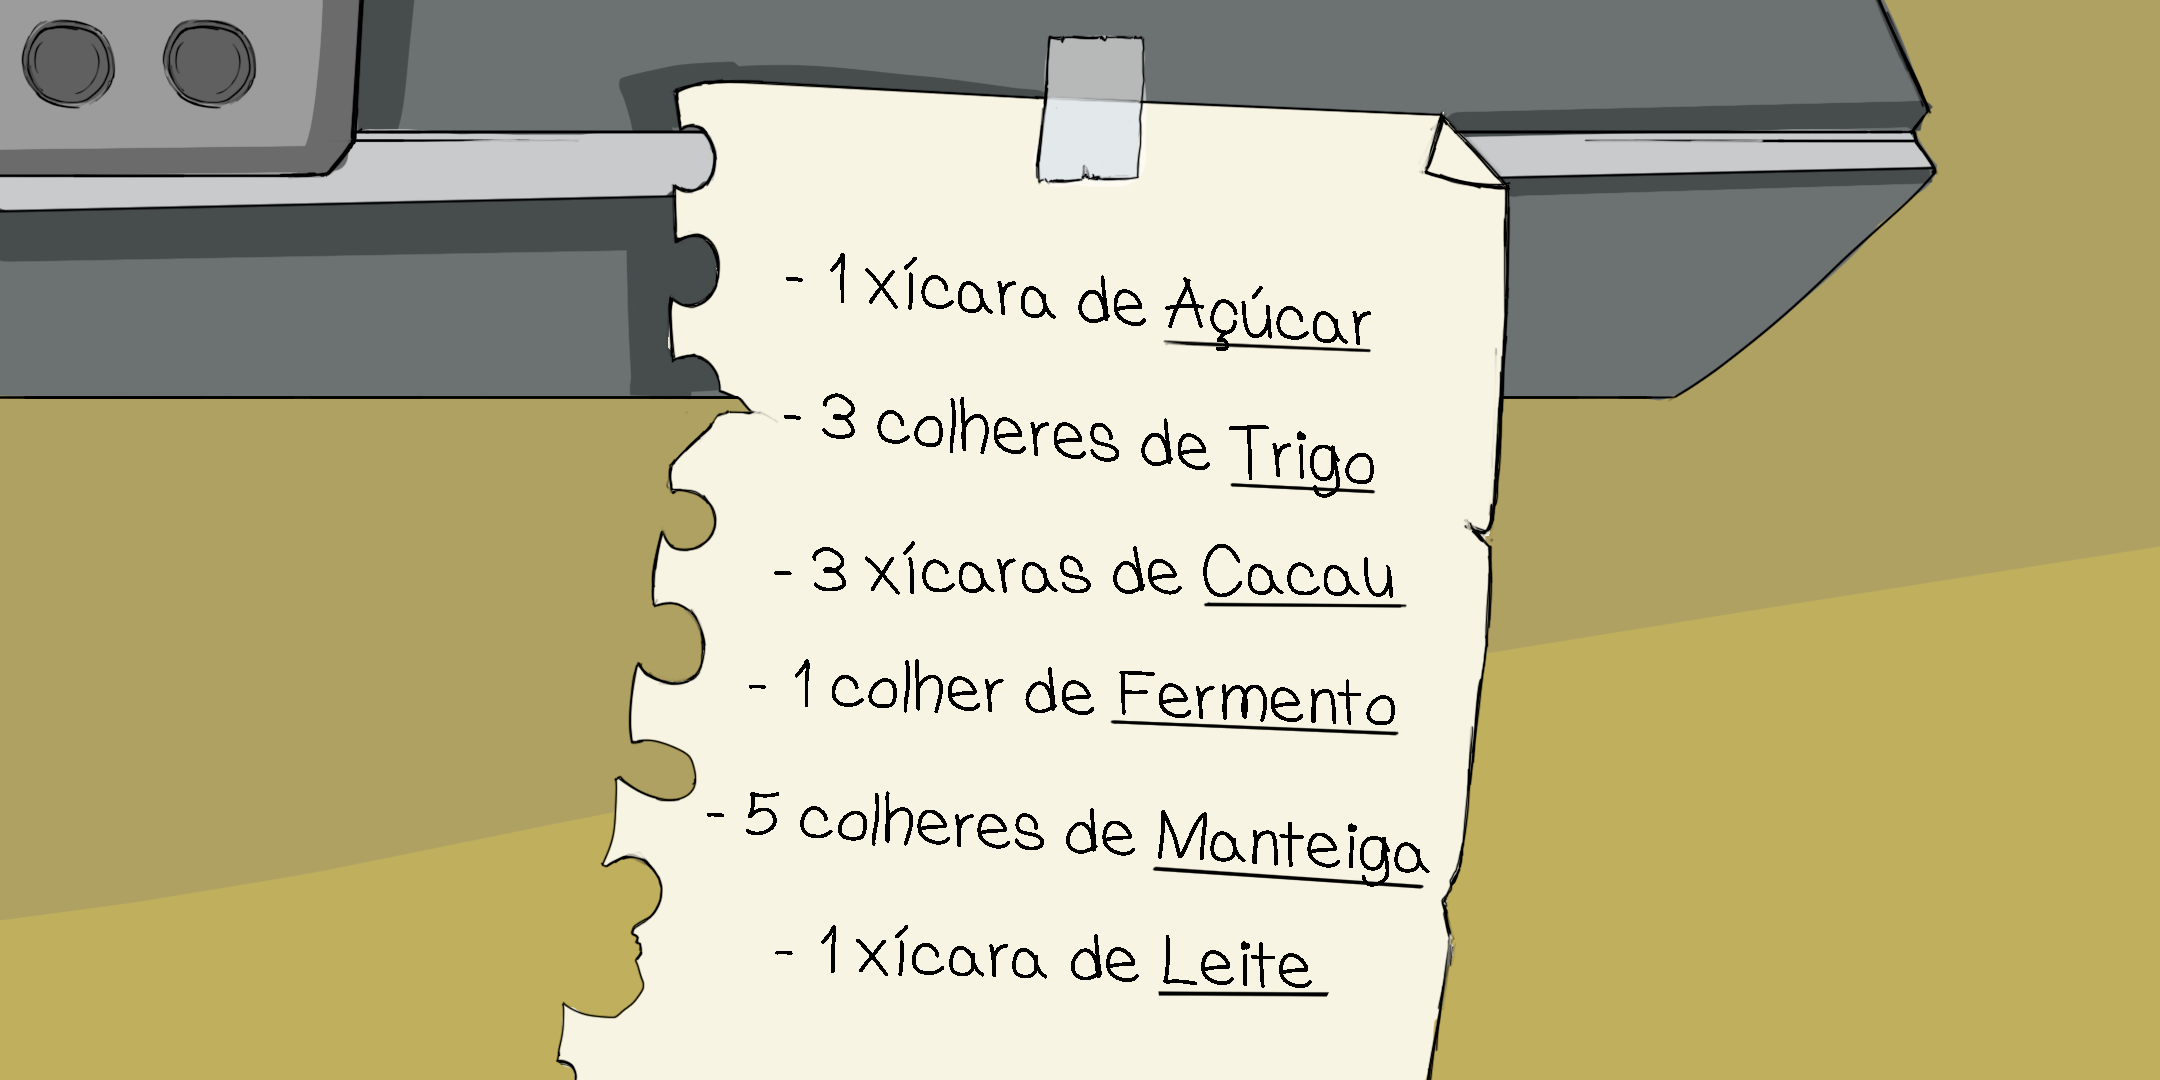 - 1 xícara de Açúcar
- 3 colheres de Trigo
- 3 xícaras de Cacau
- 1 colher de Fermento
- 5 colheres de Manteiga
- 1 xícara de Leite